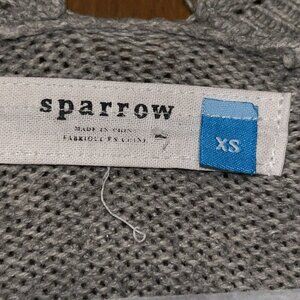 sparrow
MADE IN CHINA
FABRIQUÉ EN CHINE
XS